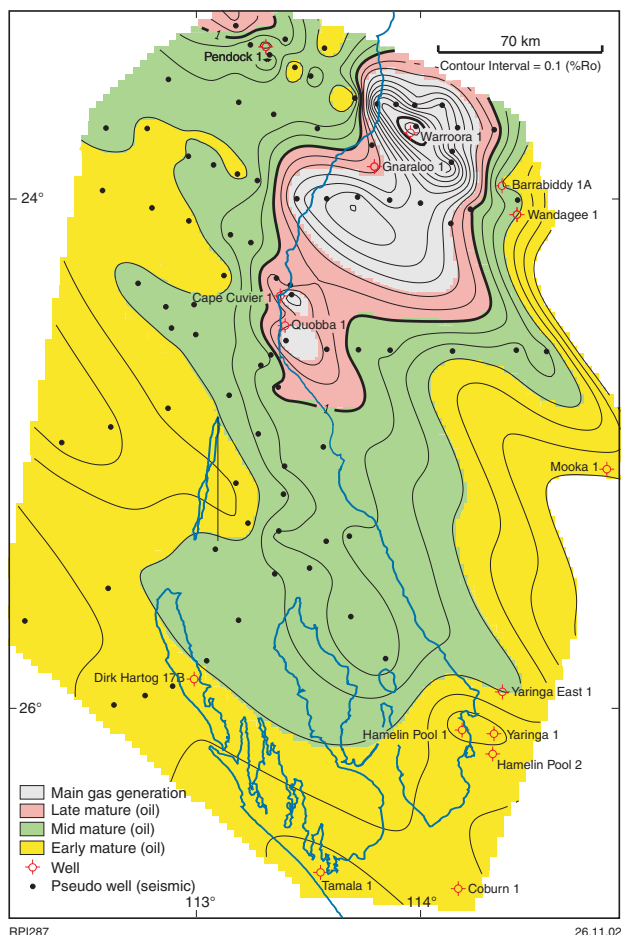 1
Pendock 1
70 km
Contour Interval = 0.1 (%Ro)
Warroora 1
Gnaraloo 1
Barrabiddy 1A
24°
Wandagee 1
Cape Cuvier 1
Quobba 1
1
Mooka 1
Dirk Hartog 17B
Yaringa East 1
26°
Hamelin Pool 1
Yaringa 1
Hamelin Pool 2
Main gas generation
Late mature (oil)
Mid mature (oil)
Early mature (oil)
Well
Pseudo well (seismic)
Tamala 1
Coburn 1
113°
114°
RPI287
26.11.02